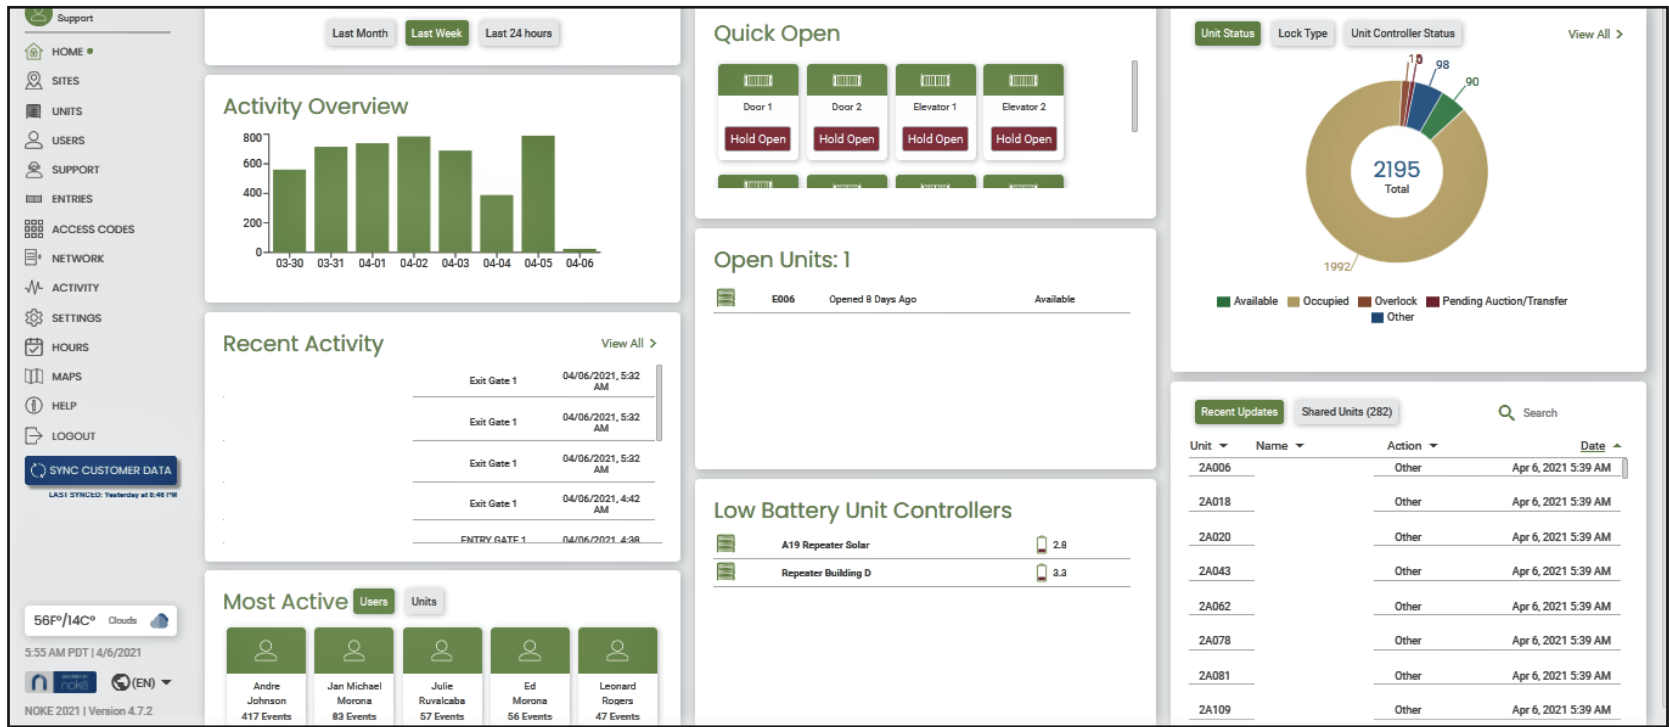 Support
HOME
SITES
UNITS
USERS
SUPPORT
ENTRIES
ACCESS CODES
NETWORK
ACTIVITY
SETTINGS
HOURS
MAPS
HELP
LOGOUT
SYNC CUSTOMER DATA
LAST SYNCED: Yesterday at 8:46 PM
56Fº/14Cº Clouds
5:55 AM PDT | 4/6/2021
noke
(EN)
NOKE 2021 | Version 4.7.2
Last Month Last Week Last 24 hours
Activity Overview
800
600
400
200
0
03-30 03-31 04-01 04-02 04-03 04-04 04-05 04-06
Recent Activity View All >
Exit Gate 1 04/06/2021, 5:32
AM
Exit Gate 1 04/06/2021, 5:32
AM
Exit Gate 1 04/06/2021, 5:32
AM
Exit Gate 1 04/06/2021, 4:42
AM
ENTRY GATE 1 04/06/2021 4:38
Most Active Users Units
Andre
Johnson
417 Events
Jan Michael
Morona
83 Events
Julie
Ruvalcaba
57 Events
Ed
Morona
56 Events
Leonard
Rogers
47 Events
Quick Open
Door 1 Door 2 Elevator 1 Elevator 2
Hold Open Hold Open Hold Open Hold Open
Open Units: 1
E006 Opened 8 Days Ago Available
Low Battery Unit Controllers
A19 Repeater Solar 2.8
Repeater Building D 3.3
Unit Status Lock Type Unit Controller Status View All >
98
90
2195
Total
1992
Available Occupied Overlock Pending Auction/Transfer
Other
Recent Updates Shared Units (282) Search
Unit Name Action Date
2A006 Other Apr 6, 2021 5:39 AM
2A018 Other Apr 6, 2021 5:39 AM
2A020 Other Apr 6, 2021 5:39 AM
2A043 Other Apr 6, 2021 5:39 AM
2A062 Other Apr 6, 2021 5:39 AM
2A078 Other Apr 6, 2021 5:39 AM
2A081 Other Apr 6, 2021 5:39 AM
2A109 Other Apr 6, 2021 5:39 AM